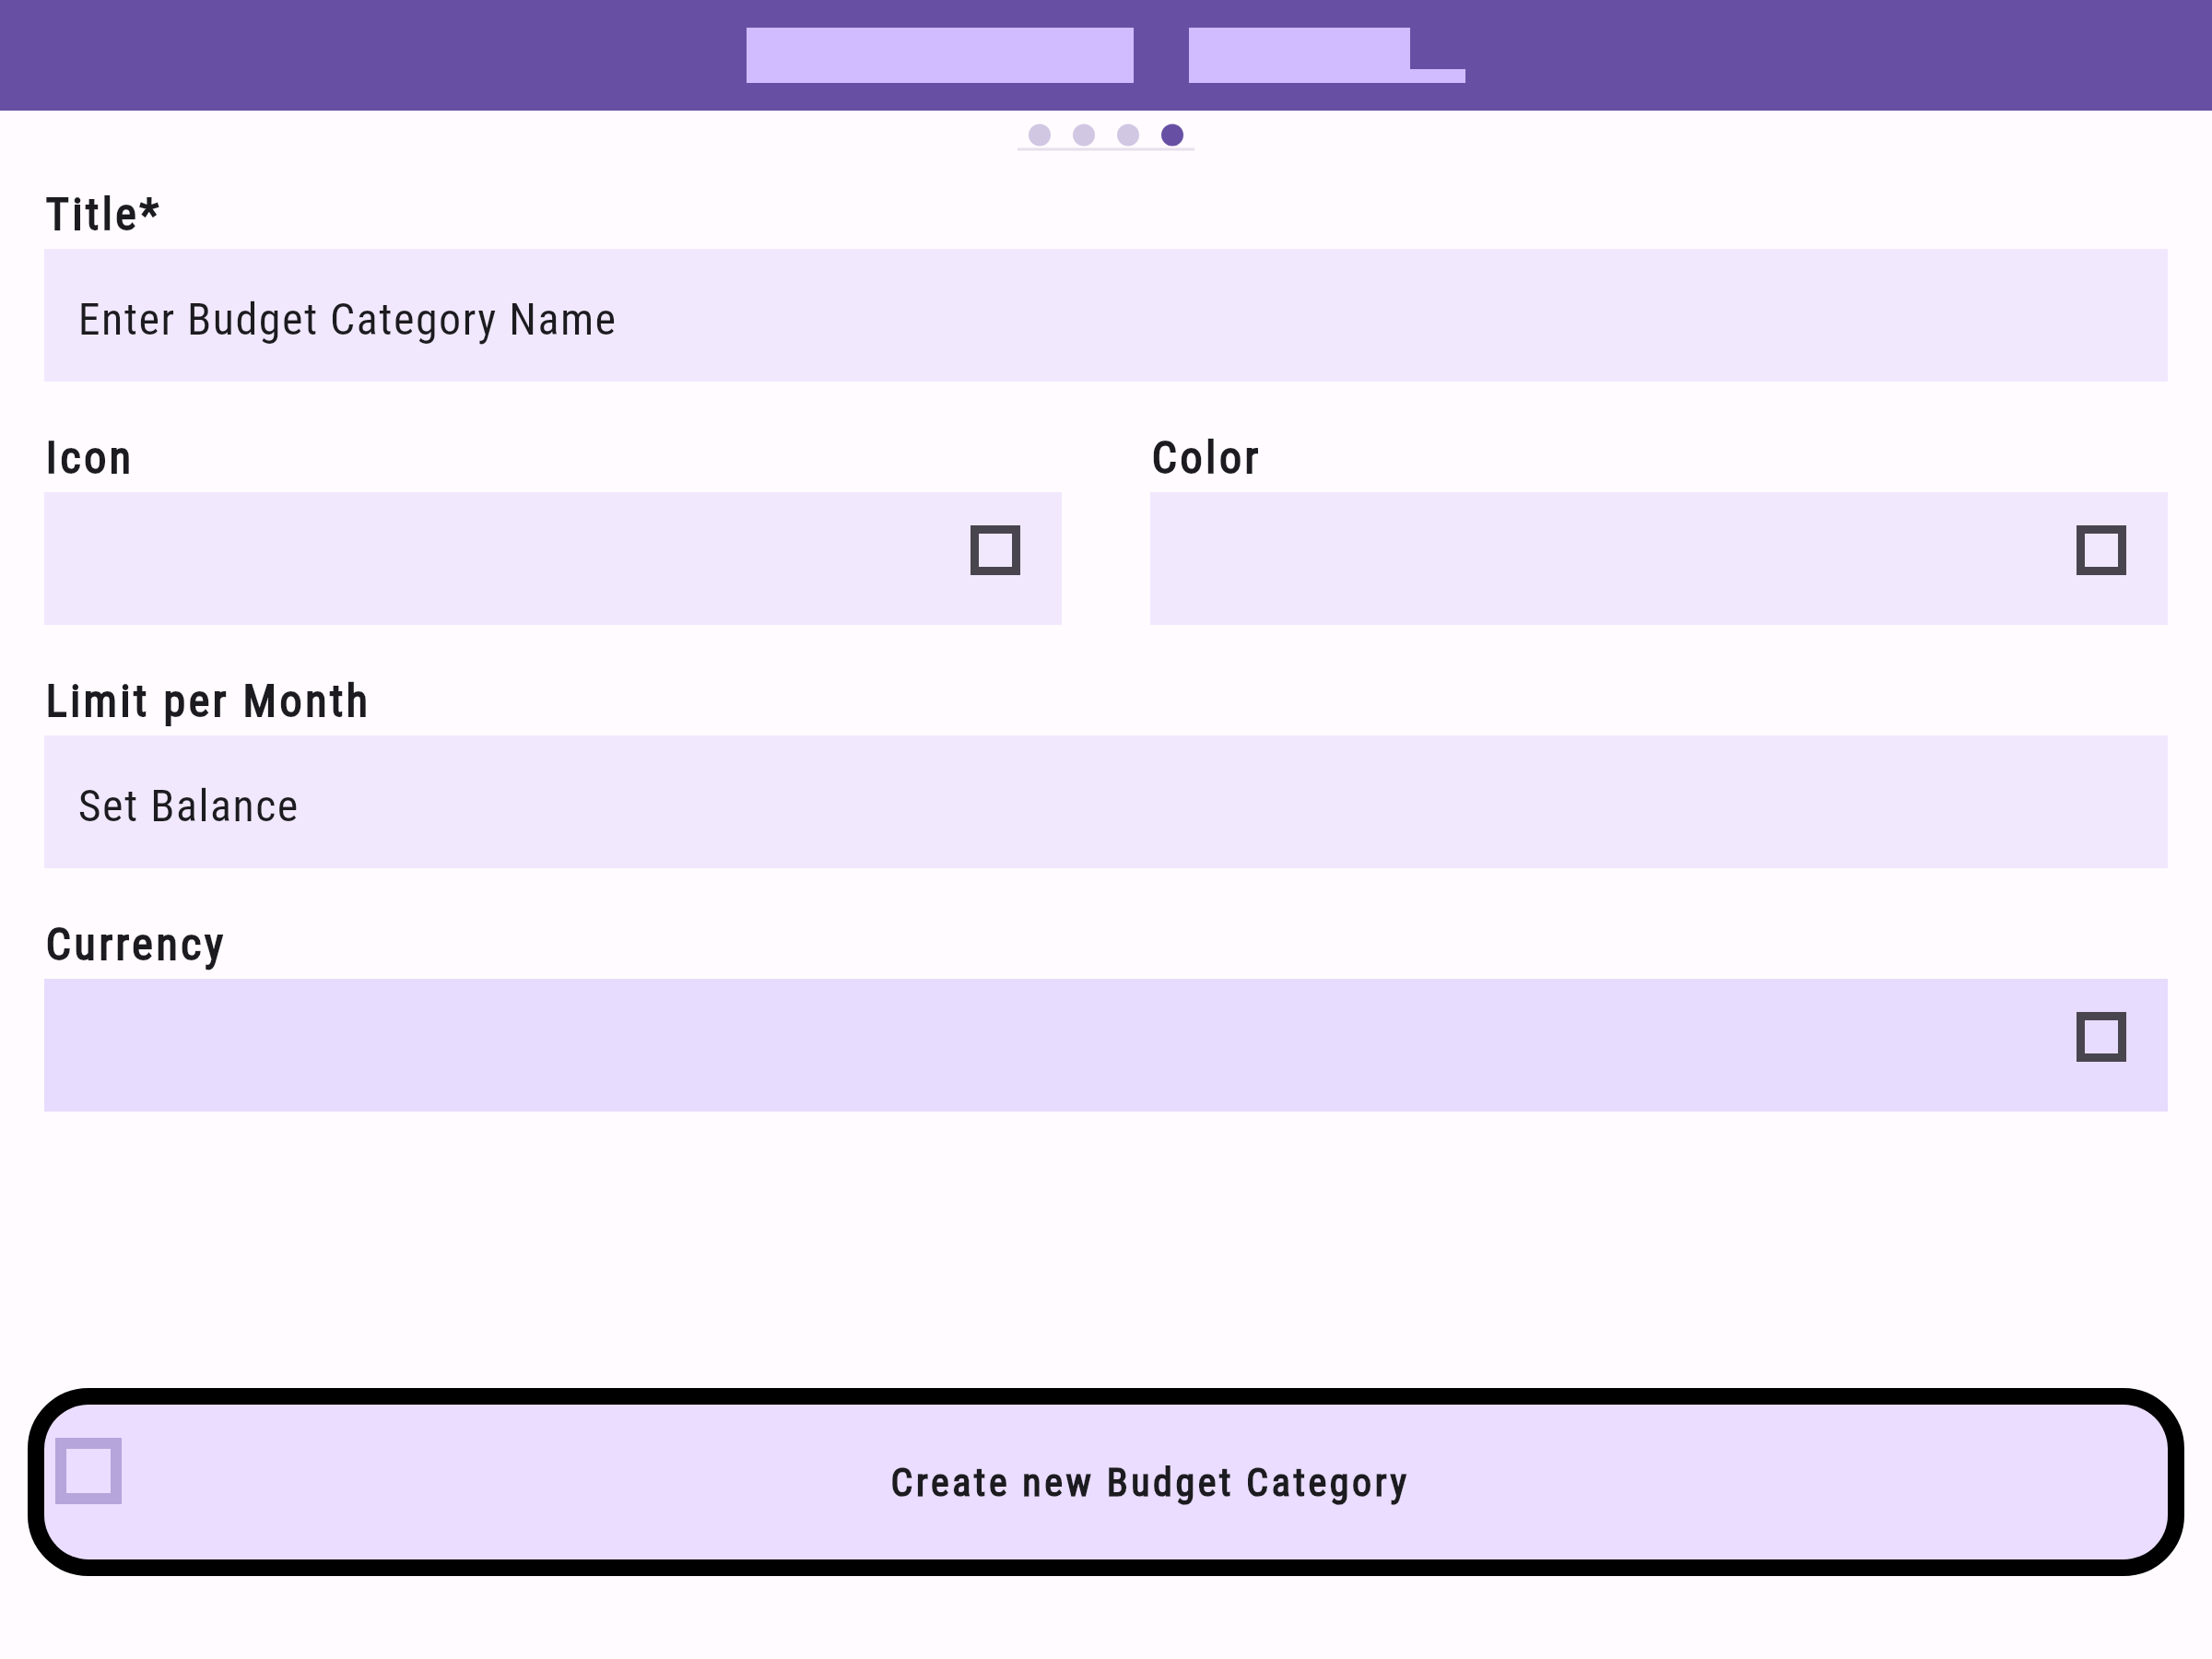 Title*
Enter Budget Category Name
Icon
Color
Limit per Month
Set Balance
Currency
Create new Budget Category